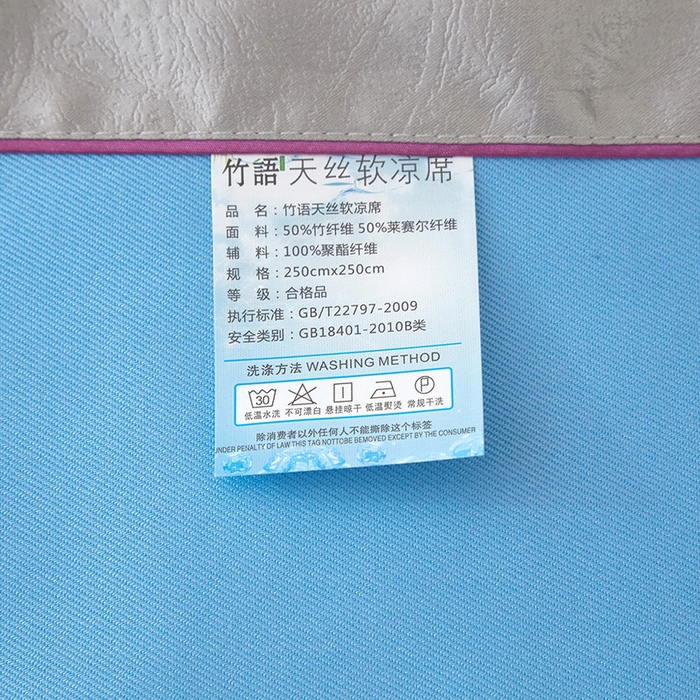 竹語 天丝软凉席
品 名：竹语天丝软凉席
面 料：50%竹纤维 50%莱赛尔纤维
辅 料：100%聚酯纤维
规 格：250cmx250cm
等 级：合格品
执行标准：GB/T22797-2009
安全类别：GB18401-2010B类
洗涤方法 WASHING METHOD
30 P
低温水洗 不可漂白 悬挂晾干 低温熨烫 常规干洗
除消费者以外任何人不能撕除这个标签
UNDER PENALTY OF LAW THIS TAG NOTTOBE BEMOVED EXCEPT BY THE CONSUMER